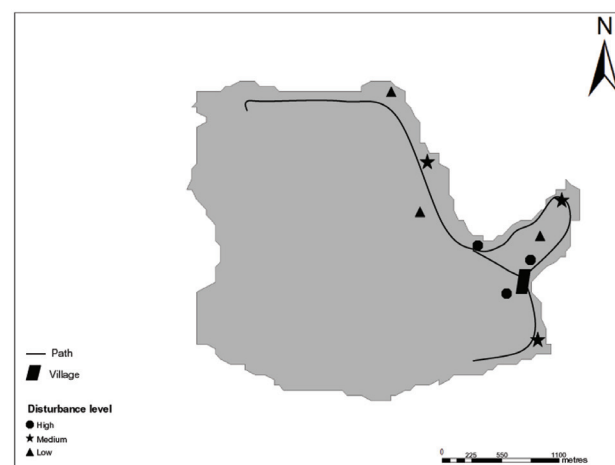 N
Path
Village
Disturbance level
High
Medium
Low
0 225 550 1100
metres